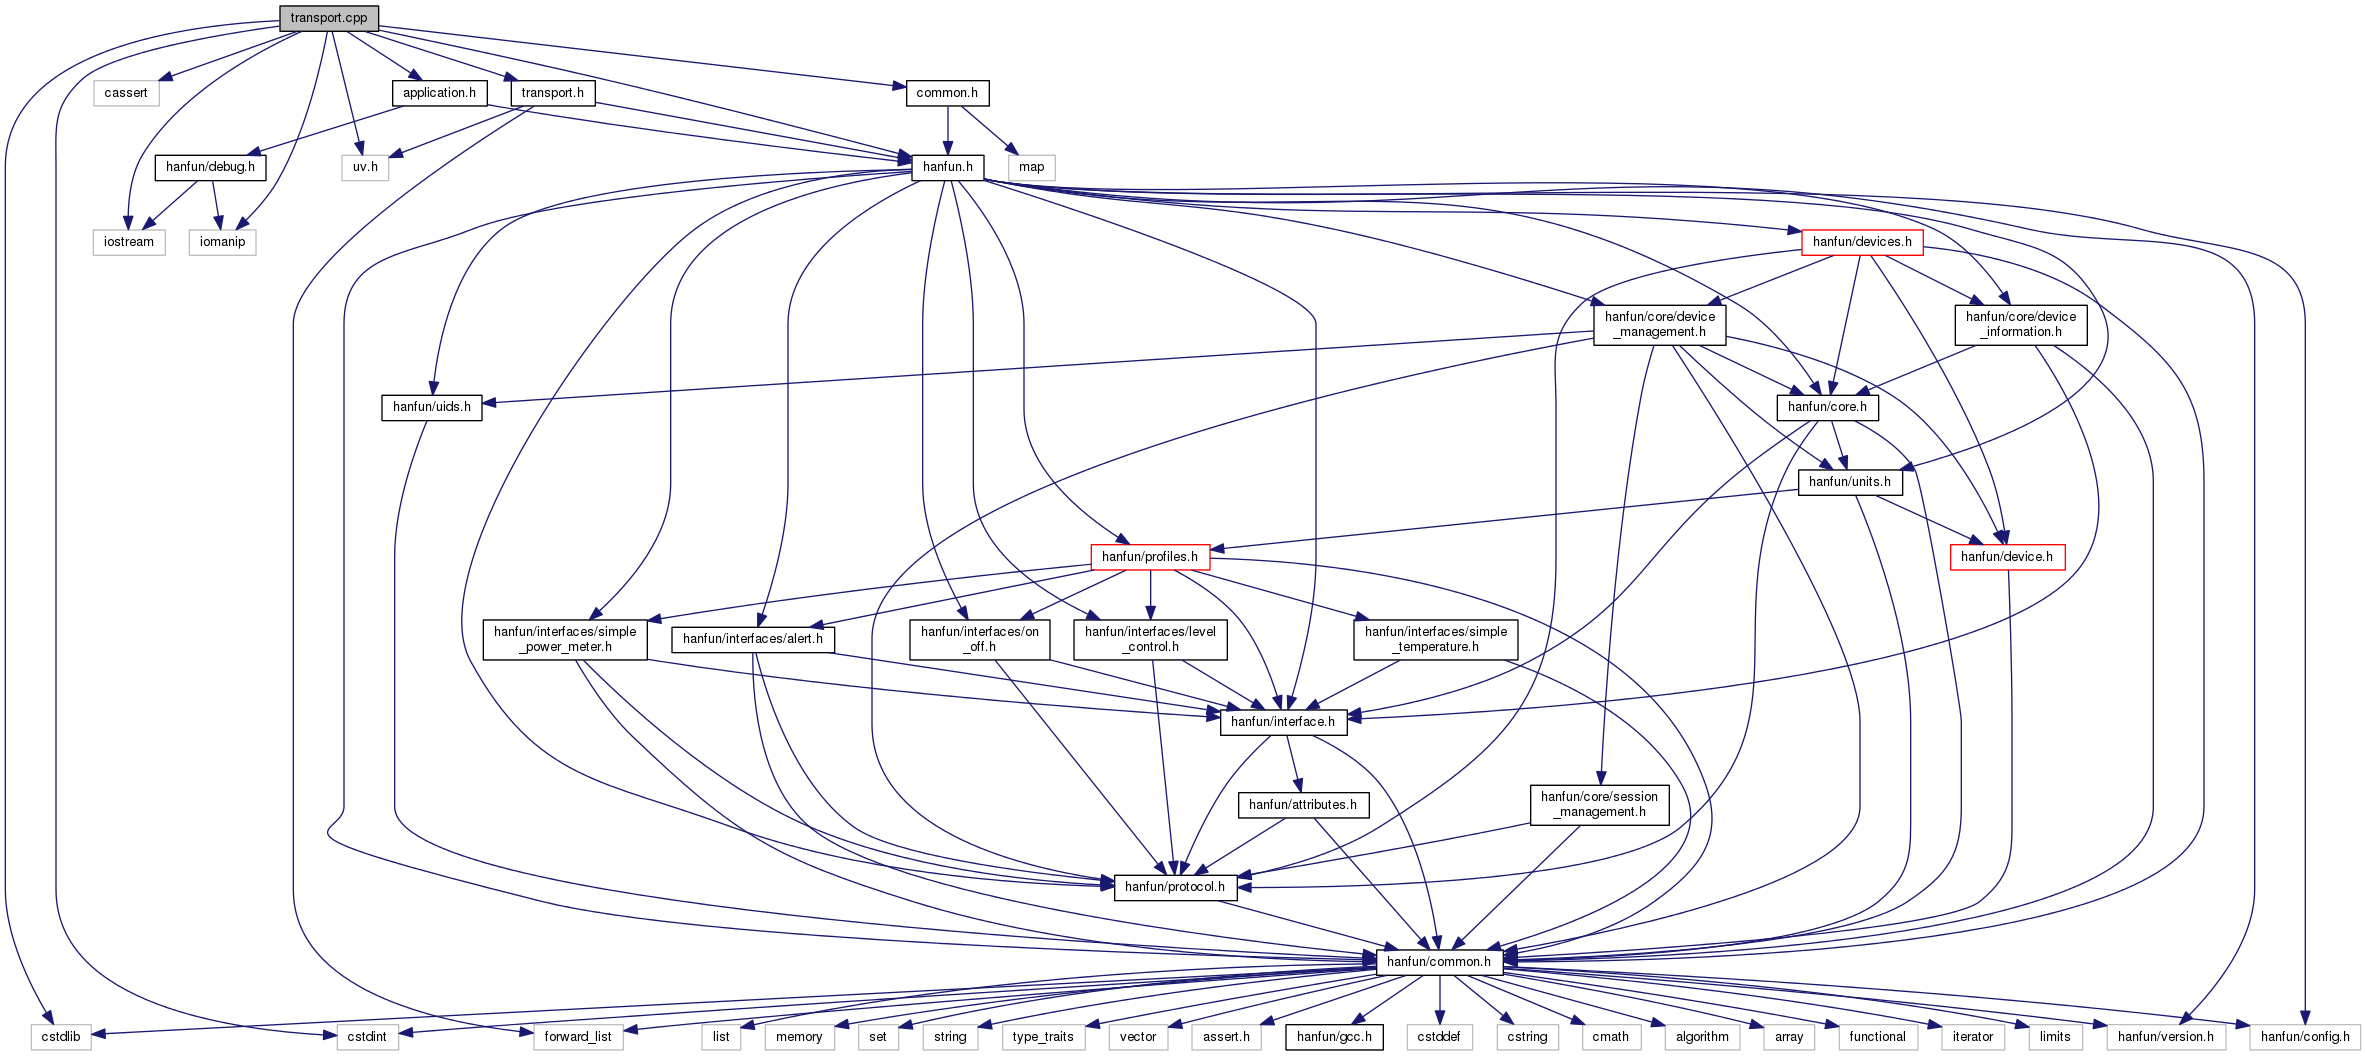 transport.cpp
cassert
application.h
transport.h
common.h
hanfun/debug.h
uv.h
hanfun.h
map
iostream
iomanip
hanfun/devices.h
hanfun/core/device
_management.h
hanfun/core/device
_information.h
hanfun/uids.h
hanfun/core.h
hanfun/units.h
hanfun/profiles.h
hanfun/device.h
hanfun/interfaces/simple
_power_meter.h
hanfun/interfaces/alert.h
hanfun/interfaces/on
_off.h
hanfun/interfaces/level
_control.h
hanfun/interfaces/simple
_temperature.h
hanfun/interface.h
hanfun/attributes.h
hanfun/core/session
_management.h
hanfun/protocol.h
hanfun/common.h
cstdlib
cstdint
forward_list
list
memory
set
string
type_traits
vector
assert.h
hanfun/gcc.h
cstddef
cstring
cmath
algorithm
array
functional
iterator
limits
hanfun/version.h
hanfun/config.h